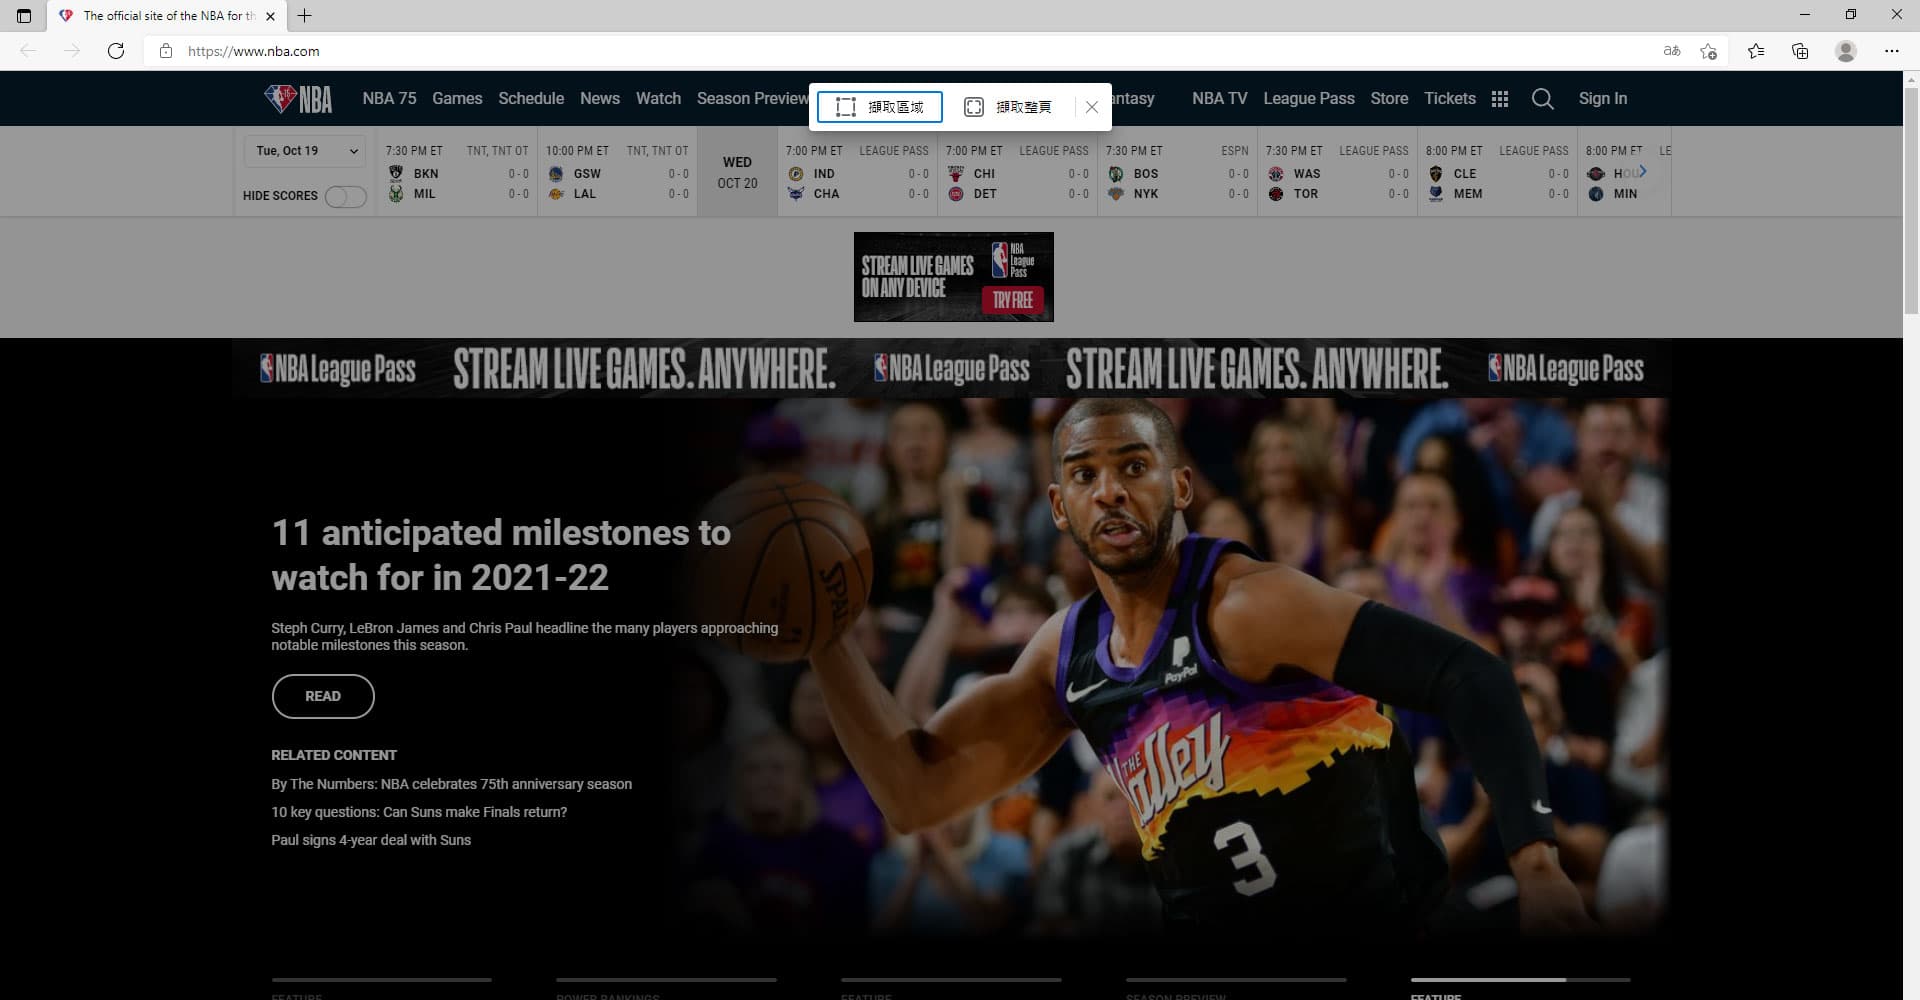 The official site of the NBA for th
https://www.nba.com
aあ
75 NBA
NBA 75 Games Schedule News Watch Season Preview antasy NBA TV League Pass Store Tickets Sign In
擷取區域 擷取整頁
Tue, Oct 19
HIDE SCORES
7:30 PM ET TNT, TNT OT
BKN 0 - 0
MIL 0 - 0
10:00 PM ET TNT, TNT OT
GSW 0 - 0
LAL 0 - 0
WED
OCT 20
7:00 PM ET LEAGUE PASS
IND 0 - 0
CHA 0 - 0
7:00 PM ET LEAGUE PASS
CHI 0 - 0
DET 0 - 0
7:30 PM ET ESPN
BOS 0 - 0
NYK 0 - 0
7:30 PM ET LEAGUE PASS
WAS 0 - 0
TOR 0 - 0
8:00 PM ET LEAGUE PASS
CLE 0 - 0
MEM 0 - 0
8:00 PM ET LE
HOU
MIN
STREAM LIVE GAMES
ON ANY DEVICE
NBA
League
Pass
TRY FREE
NBA League Pass STREAM LIVE GAMES. ANYWHERE. NBA League Pass STREAM LIVE GAMES. ANYWHERE. NBA League Pass
11 anticipated milestones to
watch for in 2021-22
Steph Curry, LeBron James and Chris Paul headline the many players approaching
notable milestones this season.
READ
RELATED CONTENT
By The Numbers: NBA celebrates 75th anniversary season
10 key questions: Can Suns make Finals return?
Paul signs 4-year deal with Suns
SPAL
PayPal
THE
Valley
3
FEATURE POWER RANKINGS FEATURE SEASON PREVIEW FEATURE